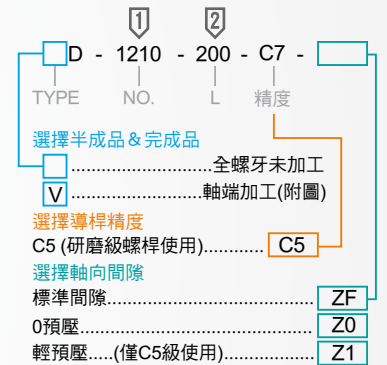 1 2
D - 1210 - 200 - C7 -
TYPE NO. L 精度
選擇半成品&完成品
............................全螺牙未加工
V ..........................軸端加工(附圖)
選擇導桿精度
C5 (研磨級螺桿使用)............ C5
選擇軸向間隙
標準間隙............................................... ZF
0預壓..................................................... Z0
輕預壓.....(僅C5級使用).................. Z1